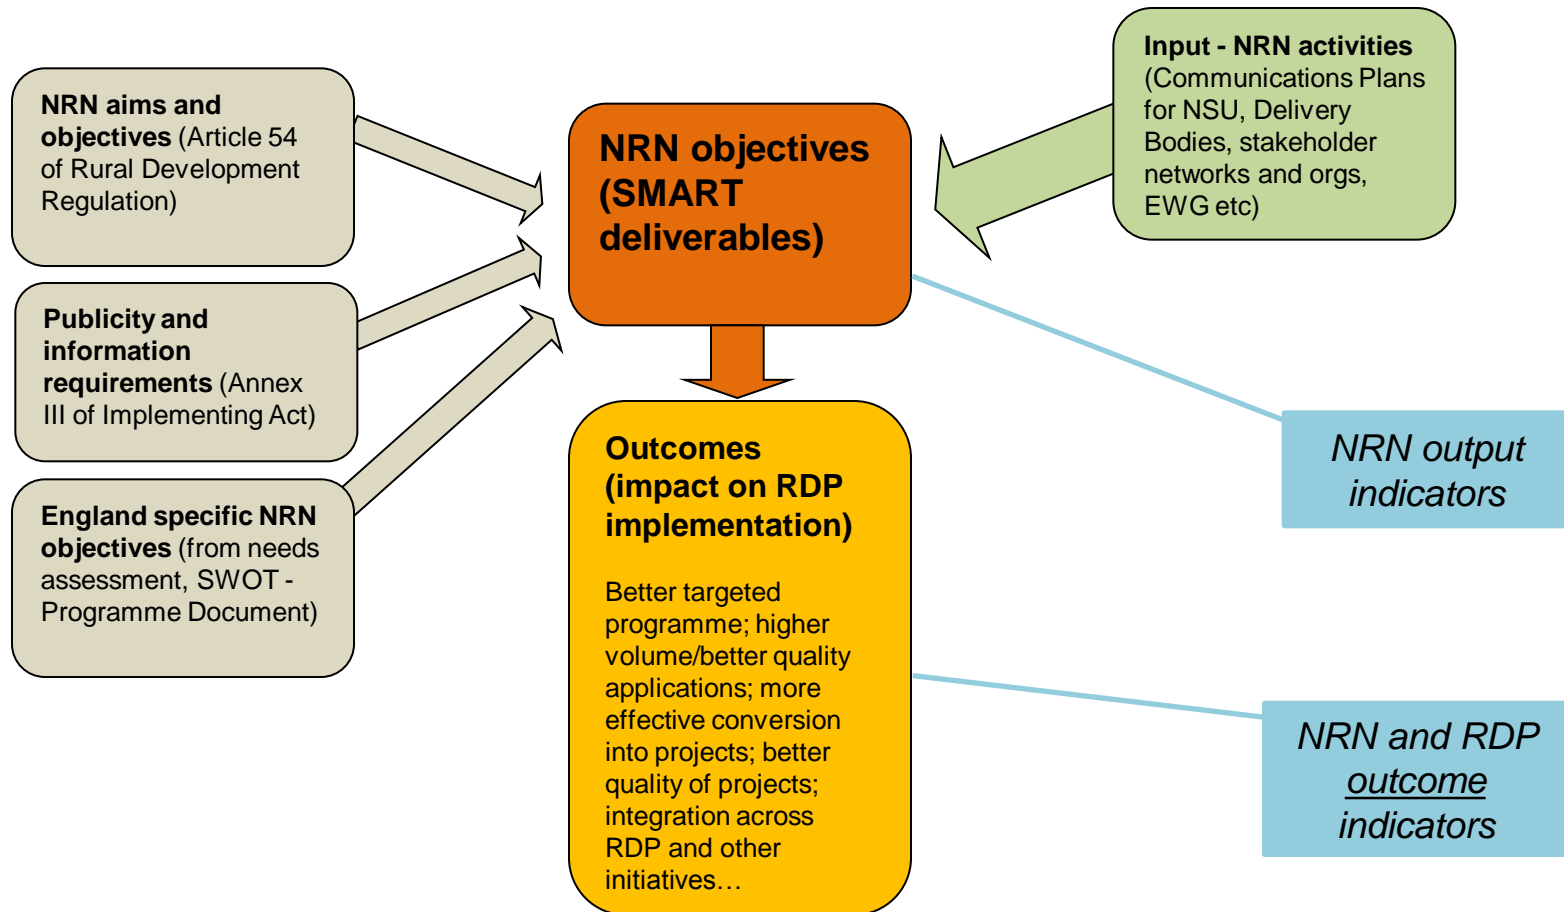 NRN aims and
objectives (Article 54
of Rural Development
Regulation)
Publicity and
information
requirements (Annex
III of Implementing Act)
England specific NRN
objectives (from needs
assessment, SWOT -
Programme Document)
NRN objectives
(SMART
deliverables)
Outcomes
(impact on RDP
implementation)
Better targeted
programme; higher
volume/better quality
applications; more
effective conversion
into projects; better
quality of projects;
integration across
RDP and other
initiatives…
Input - NRN activities
(Communications Plans
for NSU, Delivery
Bodies, stakeholder
networks and orgs,
EWG etc)
NRN output
indicators
NRN and RDP
outcome
indicators